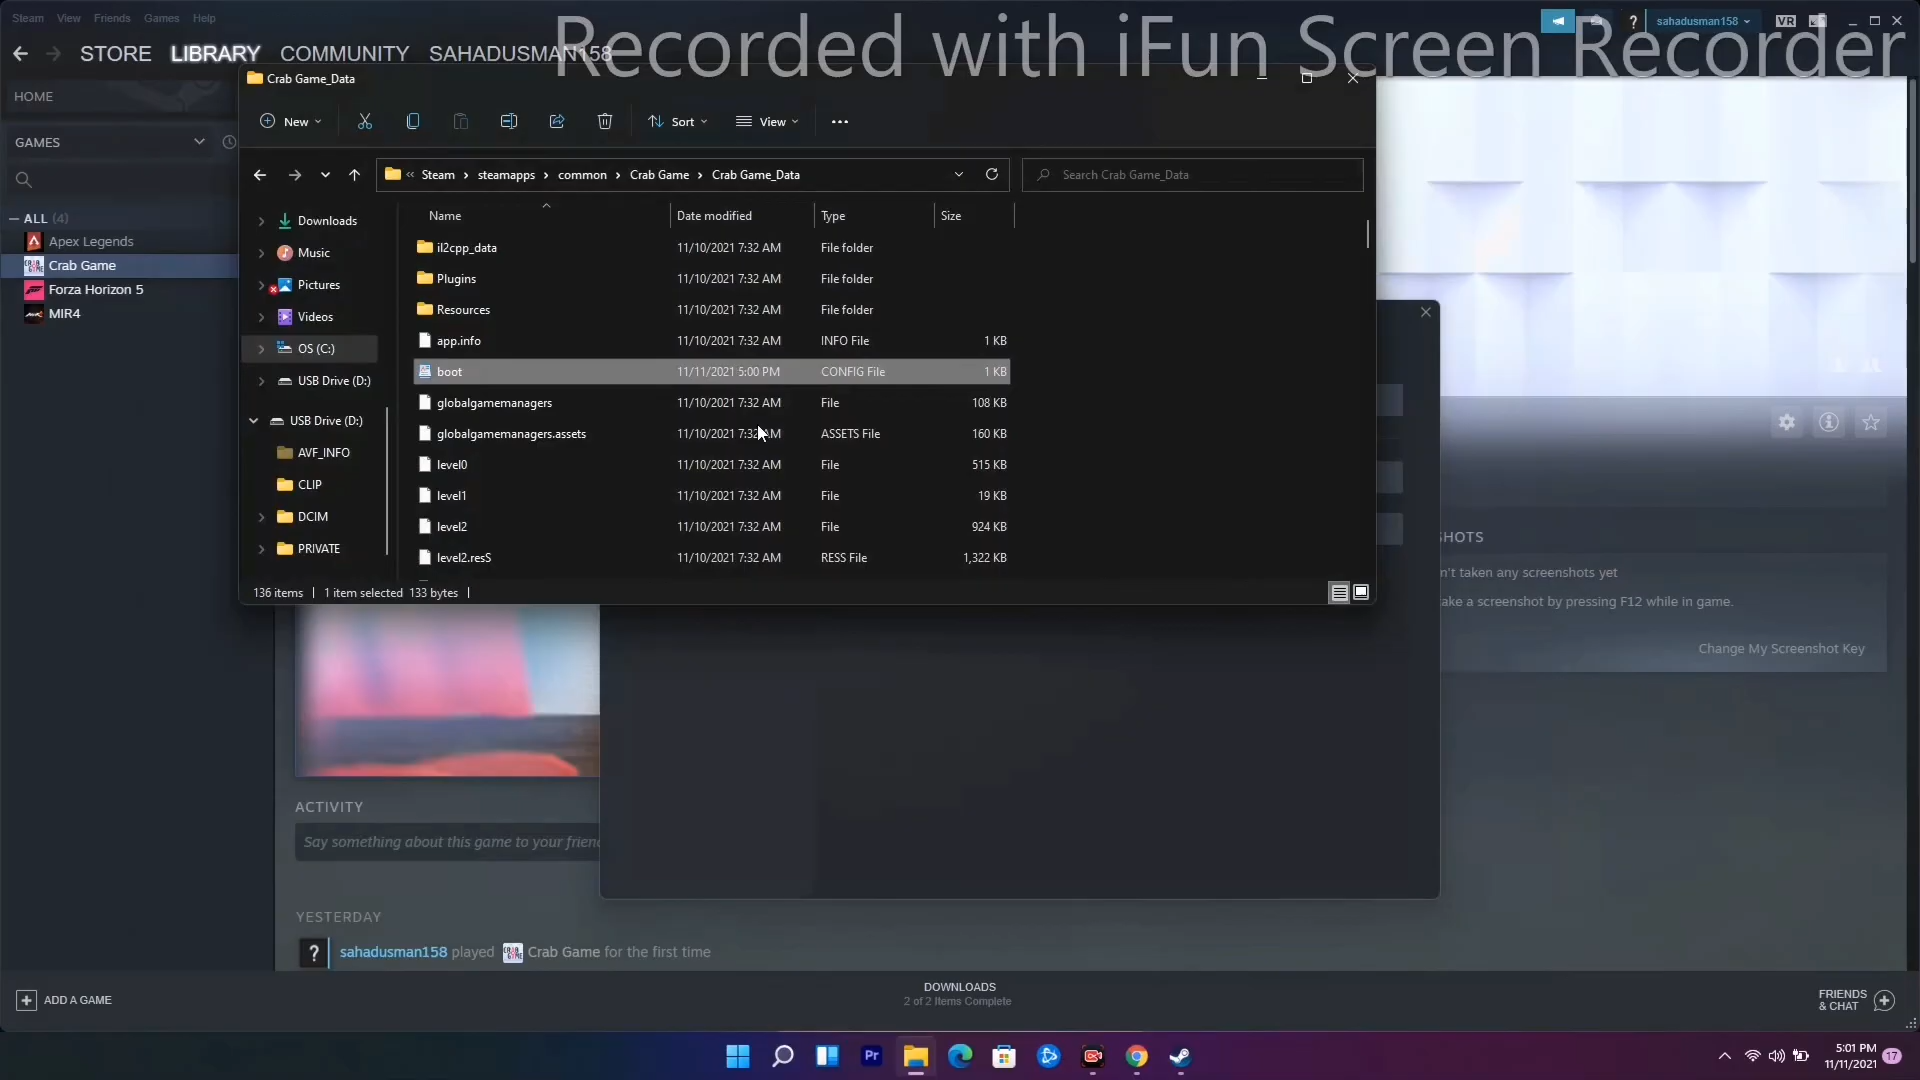 Steam View Friends Games Help
sahadusman158
VR
STORE LIBRARY COMMUNITY SAHADUSMAN158
Recorded with iFun Screen Recorder
HOME
GAMES
ALL (4)
Apex Legends
Crab Game
Forza Horizon 5
MIR4
Crab Game_Data
New Sort View
« Steam > steamapps > common > Crab Game > Crab Game_Data
Search Crab Game_Data
Downloads
Music
Pictures
Videos
OS (C:)
USB Drive (D:)
USB Drive (D:)
AVF_INFO
CLIP
DCIM
PRIVATE
Name Date modified Type Size
il2cpp_data 11/10/2021 7:32 AM File folder
Plugins 11/10/2021 7:32 AM File folder
Resources 11/10/2021 7:32 AM File folder
app.info 11/10/2021 7:32 AM INFO File 1 KB
boot 11/11/2021 5:00 PM CONFIG File 1 KB
globalgamemanagers 11/10/2021 7:32 AM File 108 KB
globalgamemanagers.assets 11/10/2021 7:32 AM ASSETS File 160 KB
level0 11/10/2021 7:32 AM File 515 KB
level1 11/10/2021 7:32 AM File 19 KB
level2 11/10/2021 7:32 AM File 924 KB
level2.resS 11/10/2021 7:32 AM RESS File 1,322 KB
136 items | 1 item selected 133 bytes |
SHOTS
n't taken any screenshots yet
ake a screenshot by pressing F12 while in game.
Change My Screenshot Key
ACTIVITY
Say something about this game to your frien
YESTERDAY
sahadusman158 played Crab Game for the first time
ADD A GAME
DOWNLOADS
2 of 2 Items Complete
FRIENDS
& CHAT
Pr
5:01 PM
11/11/2021
17